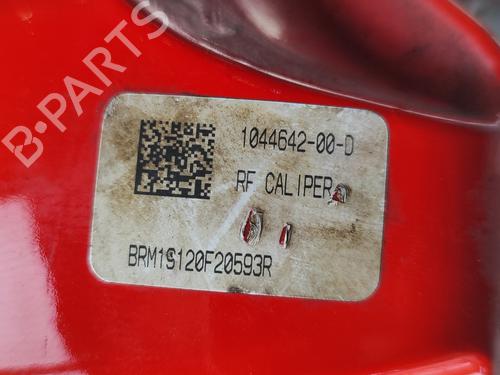 B-PARTS
1044642-00-D
RF CALIPER
BRM1S120F20593R